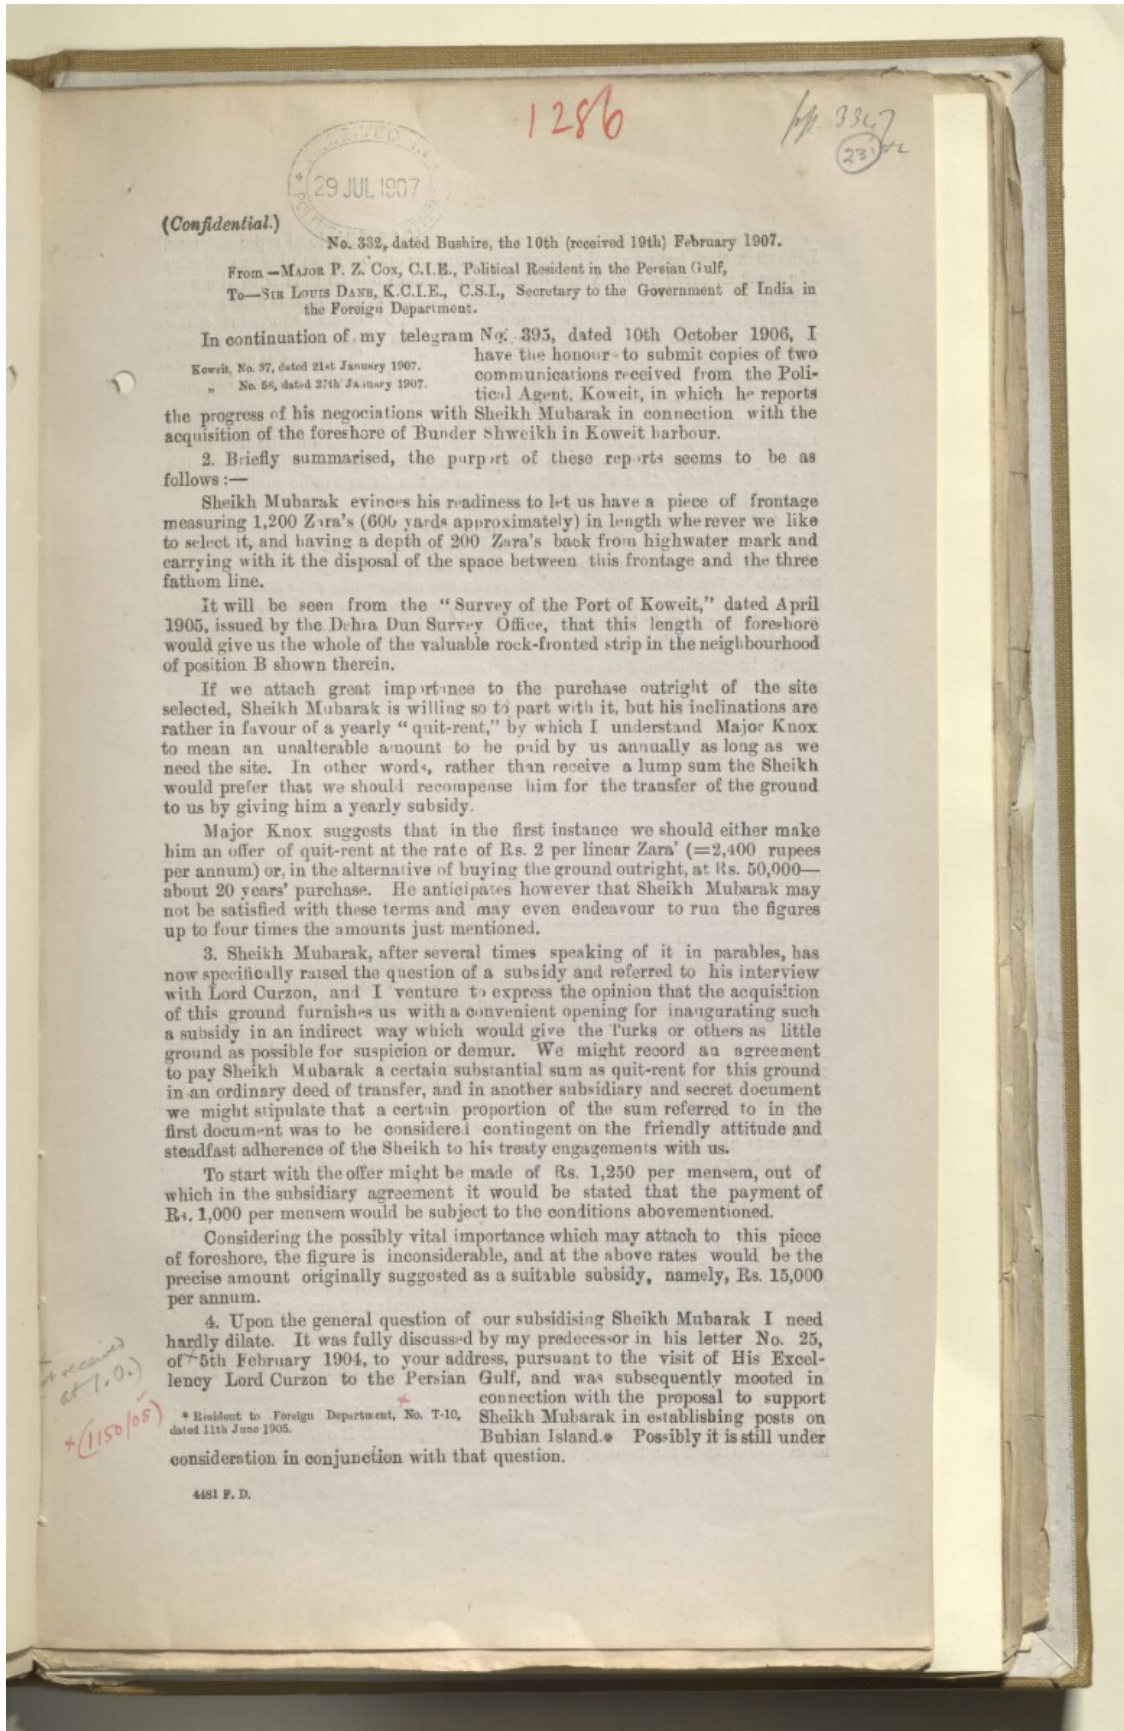 1286
pp. 3347
231
RECEIVED IN
29 JUL 1907
(Confidential.)
No. 332, dated Bushire, the 10th (received 19th) February 1907.
From—MAJOR P. Z. COX, C.I.E., Political Resident in the Persian Gulf,
To—SIR LOUIS DANE, K.C.I.E., C.S.I., Secretary to the Government of India in
the Foreign Department.
In continuation of my telegram No. 395, dated 10th October 1906, I
have the honour to submit copies of two
Koweit, No. 37, dated 21st January 1907.
communications received from the Poli-
„ No. 56, dated 27th January 1907.
tical Agent, Koweit, in which he reports
the progress of his negociations with Sheikh Mubarak in connection with the
acquisition of the foreshore of Bunder Shweikh in Koweit harbour.
2. Briefly summarised, the purport of these reports seems to be as
follows:—
Sheikh Mubarak evinces his readiness to let us have a piece of frontage
measuring 1,200 Zara's (600 yards approximately) in length wherever we like
to select it, and having a depth of 200 Zara's back from highwater mark and
carrying with it the disposal of the space between this frontage and the three
fathom line.
It will be seen from the "Survey of the Port of Koweit," dated April
1905, issued by the Dehra Dun Survey Office, that this length of foreshore
would give us the whole of the valuable rock-fronted strip in the neighbourhood
of position B shown therein.
If we attach great importance to the purchase outright of the site
selected, Sheikh Mubarak is willing so to part with it, but his inclinations are
rather in favour of a yearly "quit-rent," by which I understand Major Knox
to mean an unalterable amount to be paid by us annually as long as we
need the site. In other words, rather than receive a lump sum the Sheikh
would prefer that we should recompense him for the transfer of the ground
to us by giving him a yearly subsidy.
Major Knox suggests that in the first instance we should either make
him an offer of quit-rent at the rate of Rs. 2 per linear Zara' (=2,400 rupees
per annum) or, in the alternative of buying the ground outright, at Rs. 50,000—
about 20 years' purchase. He anticipates however that Sheikh Mubarak may
not be satisfied with these terms and may even endeavour to run the figures
up to four times the amounts just mentioned.
3. Sheikh Mubarak, after several times speaking of it in parables, has
now specifically raised the question of a subsidy and referred to his interview
with Lord Curzon, and I venture to express the opinion that the acquisition
of this ground furnishes us with a convenient opening for inaugurating such
a subsidy in an indirect way which would give the Turks or others as little
ground as possible for suspicion or demur. We might record an agreement
to pay Sheikh Mubarak a certain substantial sum as quit-rent for this ground
in an ordinary deed of transfer, and in another subsidiary and secret document
we might stipulate that a certain proportion of the sum referred to in the
first document was to be considered contingent on the friendly attitude and
steadfast adherence of the Sheikh to his treaty engagements with us.
To start with the offer might be made of Rs. 1,250 per mensem, out of
which in the subsidiary agreement it would be stated that the payment of
Rs. 1,000 per mensem would be subject to the conditions abovementioned.
Considering the possibly vital importance which may attach to this piece
of foreshore, the figure is inconsiderable, and at the above rates would be the
precise amount originally suggested as a suitable subsidy, namely, Rs. 15,000
per annum.
4. Upon the general question of our subsidising Sheikh Mubarak I need
hardly dilate. It was fully discussed by my predecessor in his letter No. 25,
of + 5th February 1904, to your address, pursuant to the visit of His Excel-
lency Lord Curzon to the Persian Gulf, and was subsequently mooted in
received
at I.O.)
connection with the proposal to support
* Resident to Foreign Department, No. T-10,
Sheikh Mubarak in establishing posts on
dated 11th June 1905.
Bubian Island.* Possibly it is still under
+(1150/05)
consideration in conjunction with that question.
4481 F. D.